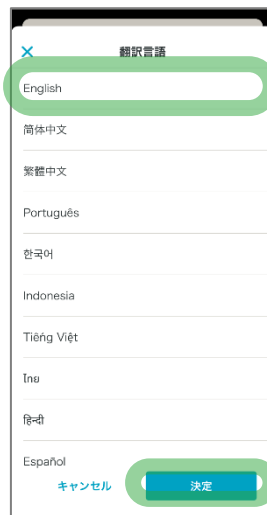 翻訳言語
English
简体中文
繁體中文
Português
한국어
Indonesia
Tiếng Việt
ไทย
हिन्दी
Español
キャンセル
決定